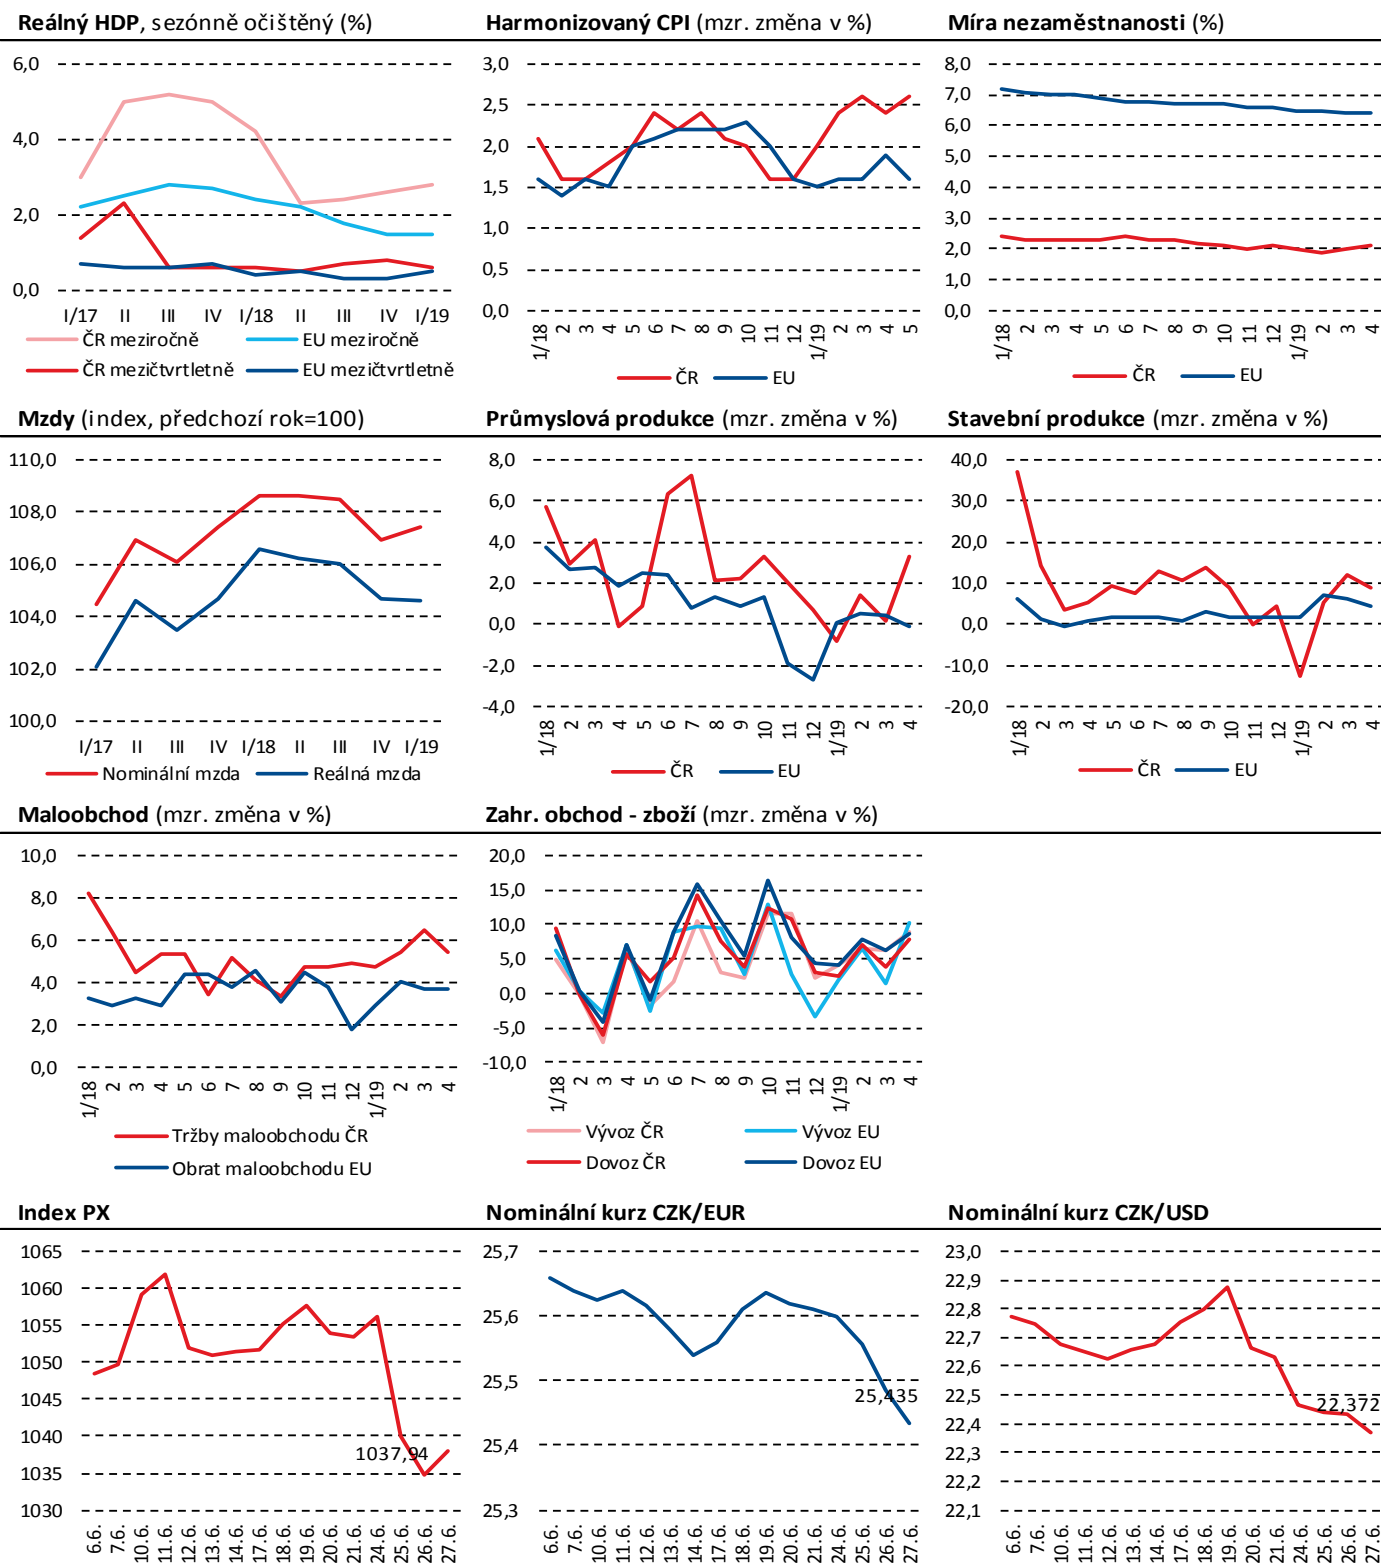 Reálný HDP, sezónně očištěný (%)
6,0
4,0
2,0
0,0
I/17 II III IV I/18 II III IV I/19
ČR meziročně EU meziročně
ČR mezičtvrtletně EU mezičtvrtletně
Harmonizovaný CPI (mzr. změna v %)
3,0
2,5
2,0
1,5
1,0
0,5
0,0
1/18 2 3 4 5 6 7 8 9 10 11 12 1/19 2 3 4 5
ČR EU
Míra nezaměstnanosti (%)
8,0
7,0
6,0
5,0
4,0
3,0
2,0
1,0
0,0
1/18 2 3 4 5 6 7 8 9 10 11 12 1/19 2 3 4
ČR EU
Mzdy (index, předchozí rok=100)
110,0
108,0
106,0
104,0
102,0
100,0
I/17 II III IV I/18 II III IV I/19
Nominální mzda Reálná mzda
Průmyslová produkce (mzr. změna v %)
8,0
6,0
4,0
2,0
0,0
-2,0
-4,0
1/18 2 3 4 5 6 7 8 9 10 11 12 1/19 2 3 4
ČR EU
Stavební produkce (mzr. změna v %)
40,0
30,0
20,0
10,0
0,0
-10,0
-20,0
1/18 2 3 4 5 6 7 8 9 10 11 12 1/19 2 3 4
ČR EU
Maloobchod (mzr. změna v %)
10,0
8,0
6,0
4,0
2,0
0,0
1/18 2 3 4 5 6 7 8 9 10 11 12 1/19 2 3 4
Tržby maloobchodu ČR
Obrat maloobchodu EU
Zahr. obchod - zboží (mzr. změna v %)
20,0
15,0
10,0
5,0
0,0
-5,0
-10,0
1/18 2 3 4 5 6 7 8 9 10 11 12 1/19 2 3 4
Vývoz ČR Vývoz EU
Dovoz ČR Dovoz EU
Index PX
1065
1060
1055
1050
1045
1040
1035
1030
1037,94
6.6. 7.6. 10.6. 11.6. 12.6. 13.6. 14.6. 17.6. 18.6. 19.6. 20.6. 21.6. 24.6. 25.6. 26.6. 27.6.
Nominální kurz CZK/EUR
25,7
25,6
25,5
25,4
25,3
25,435
6.6. 7.6. 10.6. 11.6. 12.6. 13.6. 14.6. 17.6. 18.6. 19.6. 20.6. 21.6. 24.6. 25.6. 26.6. 27.6.
Nominální kurz CZK/USD
23,0
22,9
22,8
22,7
22,6
22,5
22,4
22,3
22,2
22,1
22,372
6.6. 7.6. 10.6. 11.6. 12.6. 13.6. 14.6. 17.6. 18.6. 19.6. 20.6. 21.6. 24.6. 25.6. 26.6. 27.6.